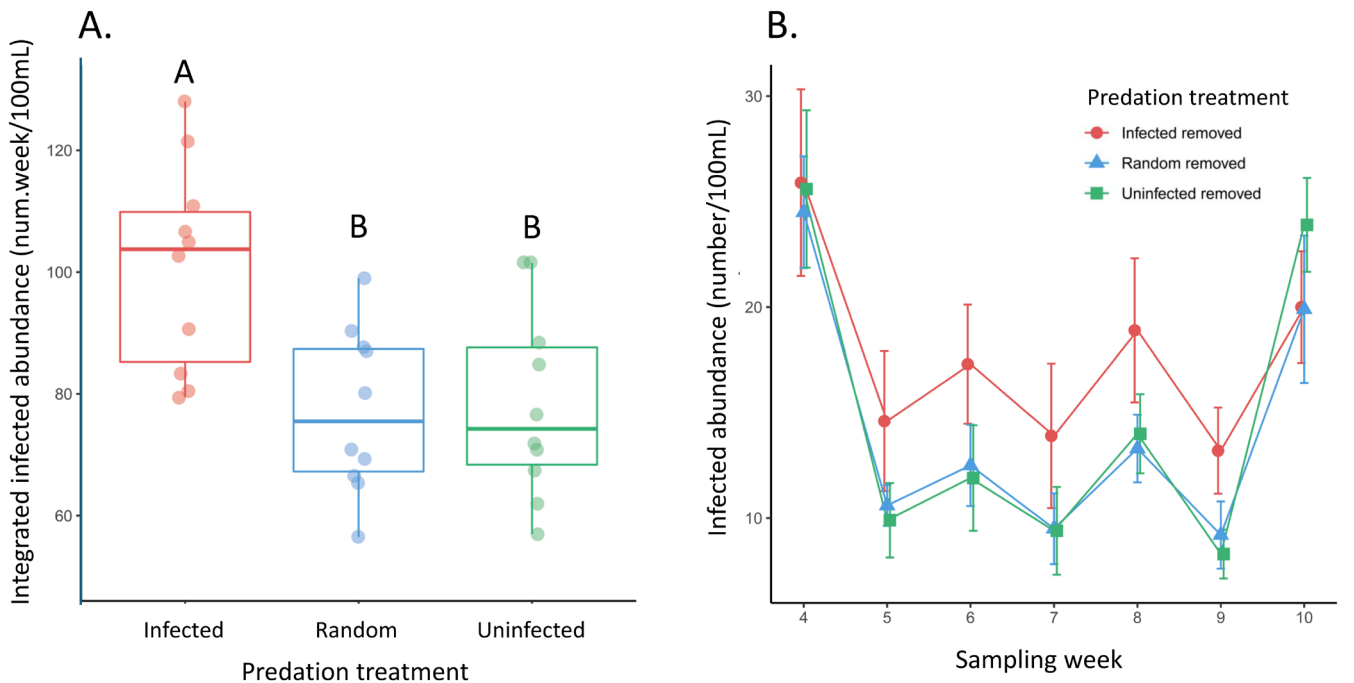 A.
Integrated infected abundance (num.week/100mL)
120
100
80
60
A
B
B
Infected
Random
Uninfected
Predation treatment
B.
Infected abundance (number/100mL)
30
20
10
Predation treatment
Infected removed
Random removed
Uninfected removed
4
5
6
7
8
9
10
Sampling week